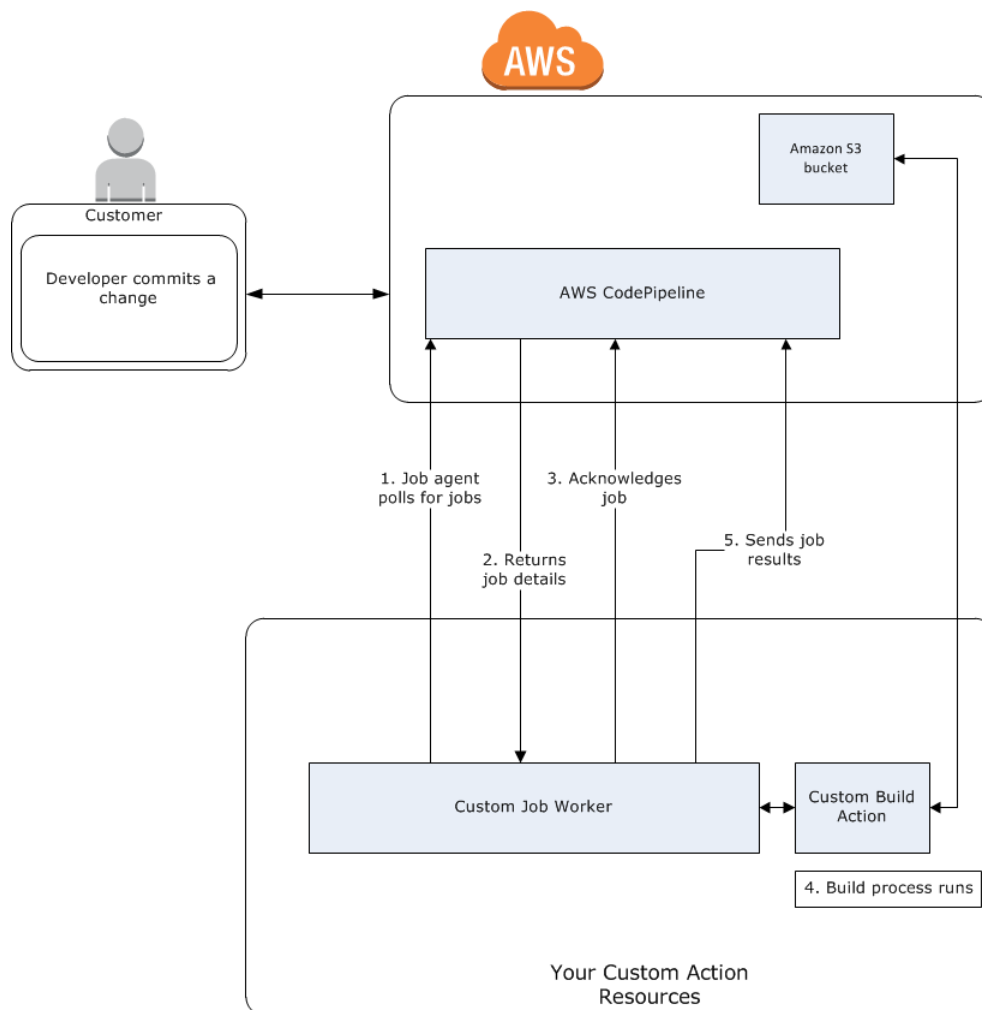 AWS
Amazon S3
bucket
Customer
Developer commits a
change
AWS CodePipeline
1. Job agent
polls for jobs
3. Acknowledges
job
2. Returns
job details
5. Sends job
results
Custom Job Worker
Custom Build
Action
4. Build process runs
Your Custom Action
Resources